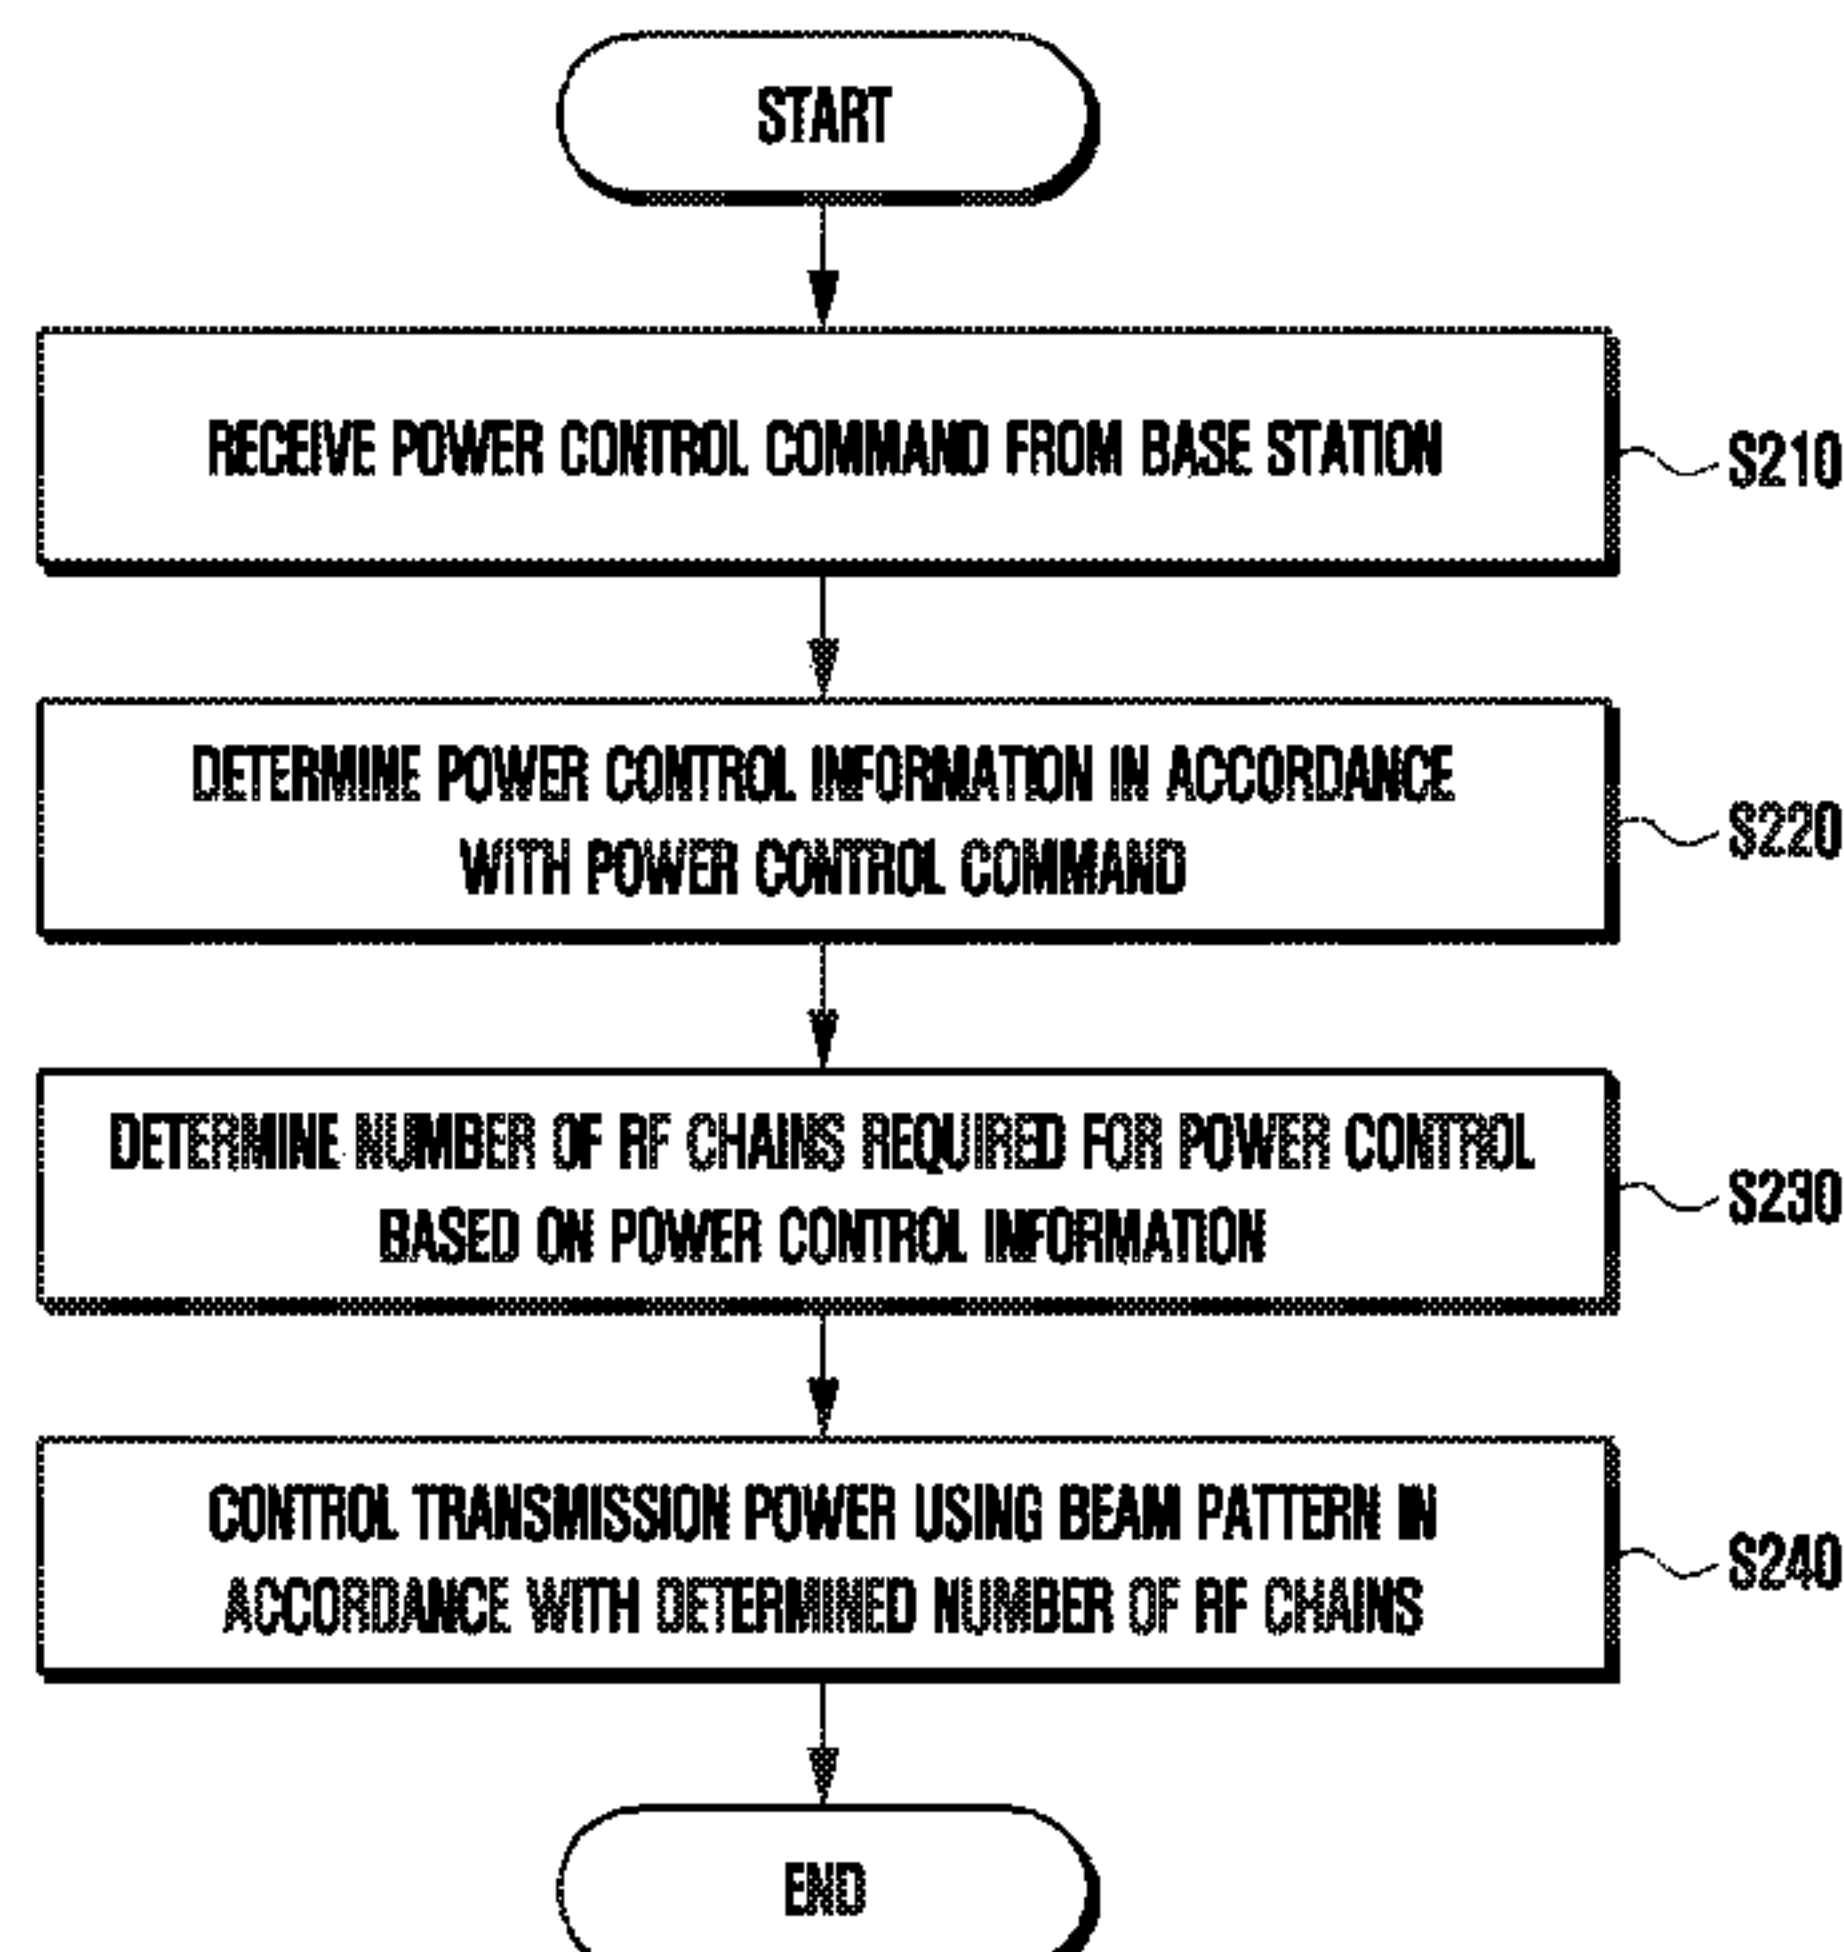 START
RECEIVE POWER CONTROL COMMAND FROM BASE STATION
S210
DETERMINE POWER CONTROL INFORMATION IN ACCORDANCE
WITH POWER CONTROL COMMAND
S220
DETERMINE NUMBER OF RF CHAINS REQUIRED FOR POWER CONTROL
BASED ON POWER CONTROL INFORMATION
S230
CONTROL TRANSMISSION POWER USING BEAM PATTERN IN
ACCORDANCE WITH DETERMINED NUMBER OF RF CHAINS
S240
END